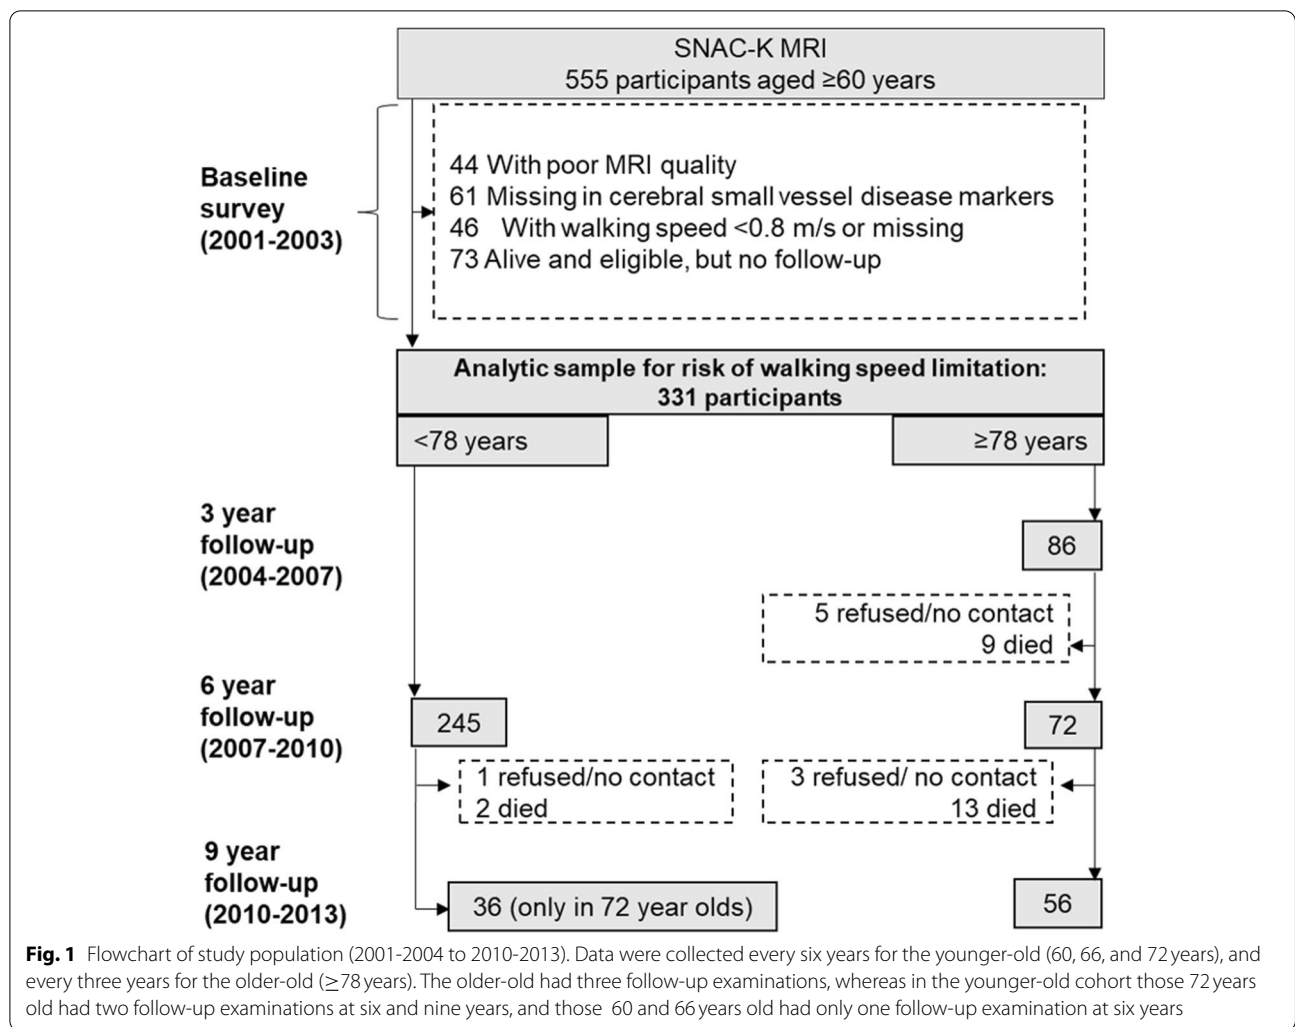 SNAC-K MRI
555 participants aged ≥60 years
Baseline
survey
(2001-2003)
44 With poor MRI quality
61 Missing in cerebral small vessel disease markers
46 With walking speed <0.8 m/s or missing
73 Alive and eligible, but no follow-up
Analytic sample for risk of walking speed limitation:
331 participants
<78 years
≥78 years
3 year
follow-up
(2004-2007)
86
5 refused/no contact
9 died
6 year
follow-up
(2007-2010)
245
72
1 refused/no contact
2 died
3 refused/ no contact
13 died
9 year
follow-up
(2010-2013)
36 (only in 72 year olds)
56
Fig. 1 Flowchart of study population (2001-2004 to 2010-2013). Data were collected every six years for the younger-old (60, 66, and 72 years), and
every three years for the older-old (≥78 years). The older-old had three follow-up examinations, whereas in the younger-old cohort those 72 years
old had two follow-up examinations at six and nine years, and those 60 and 66 years old had only one follow-up examination at six years